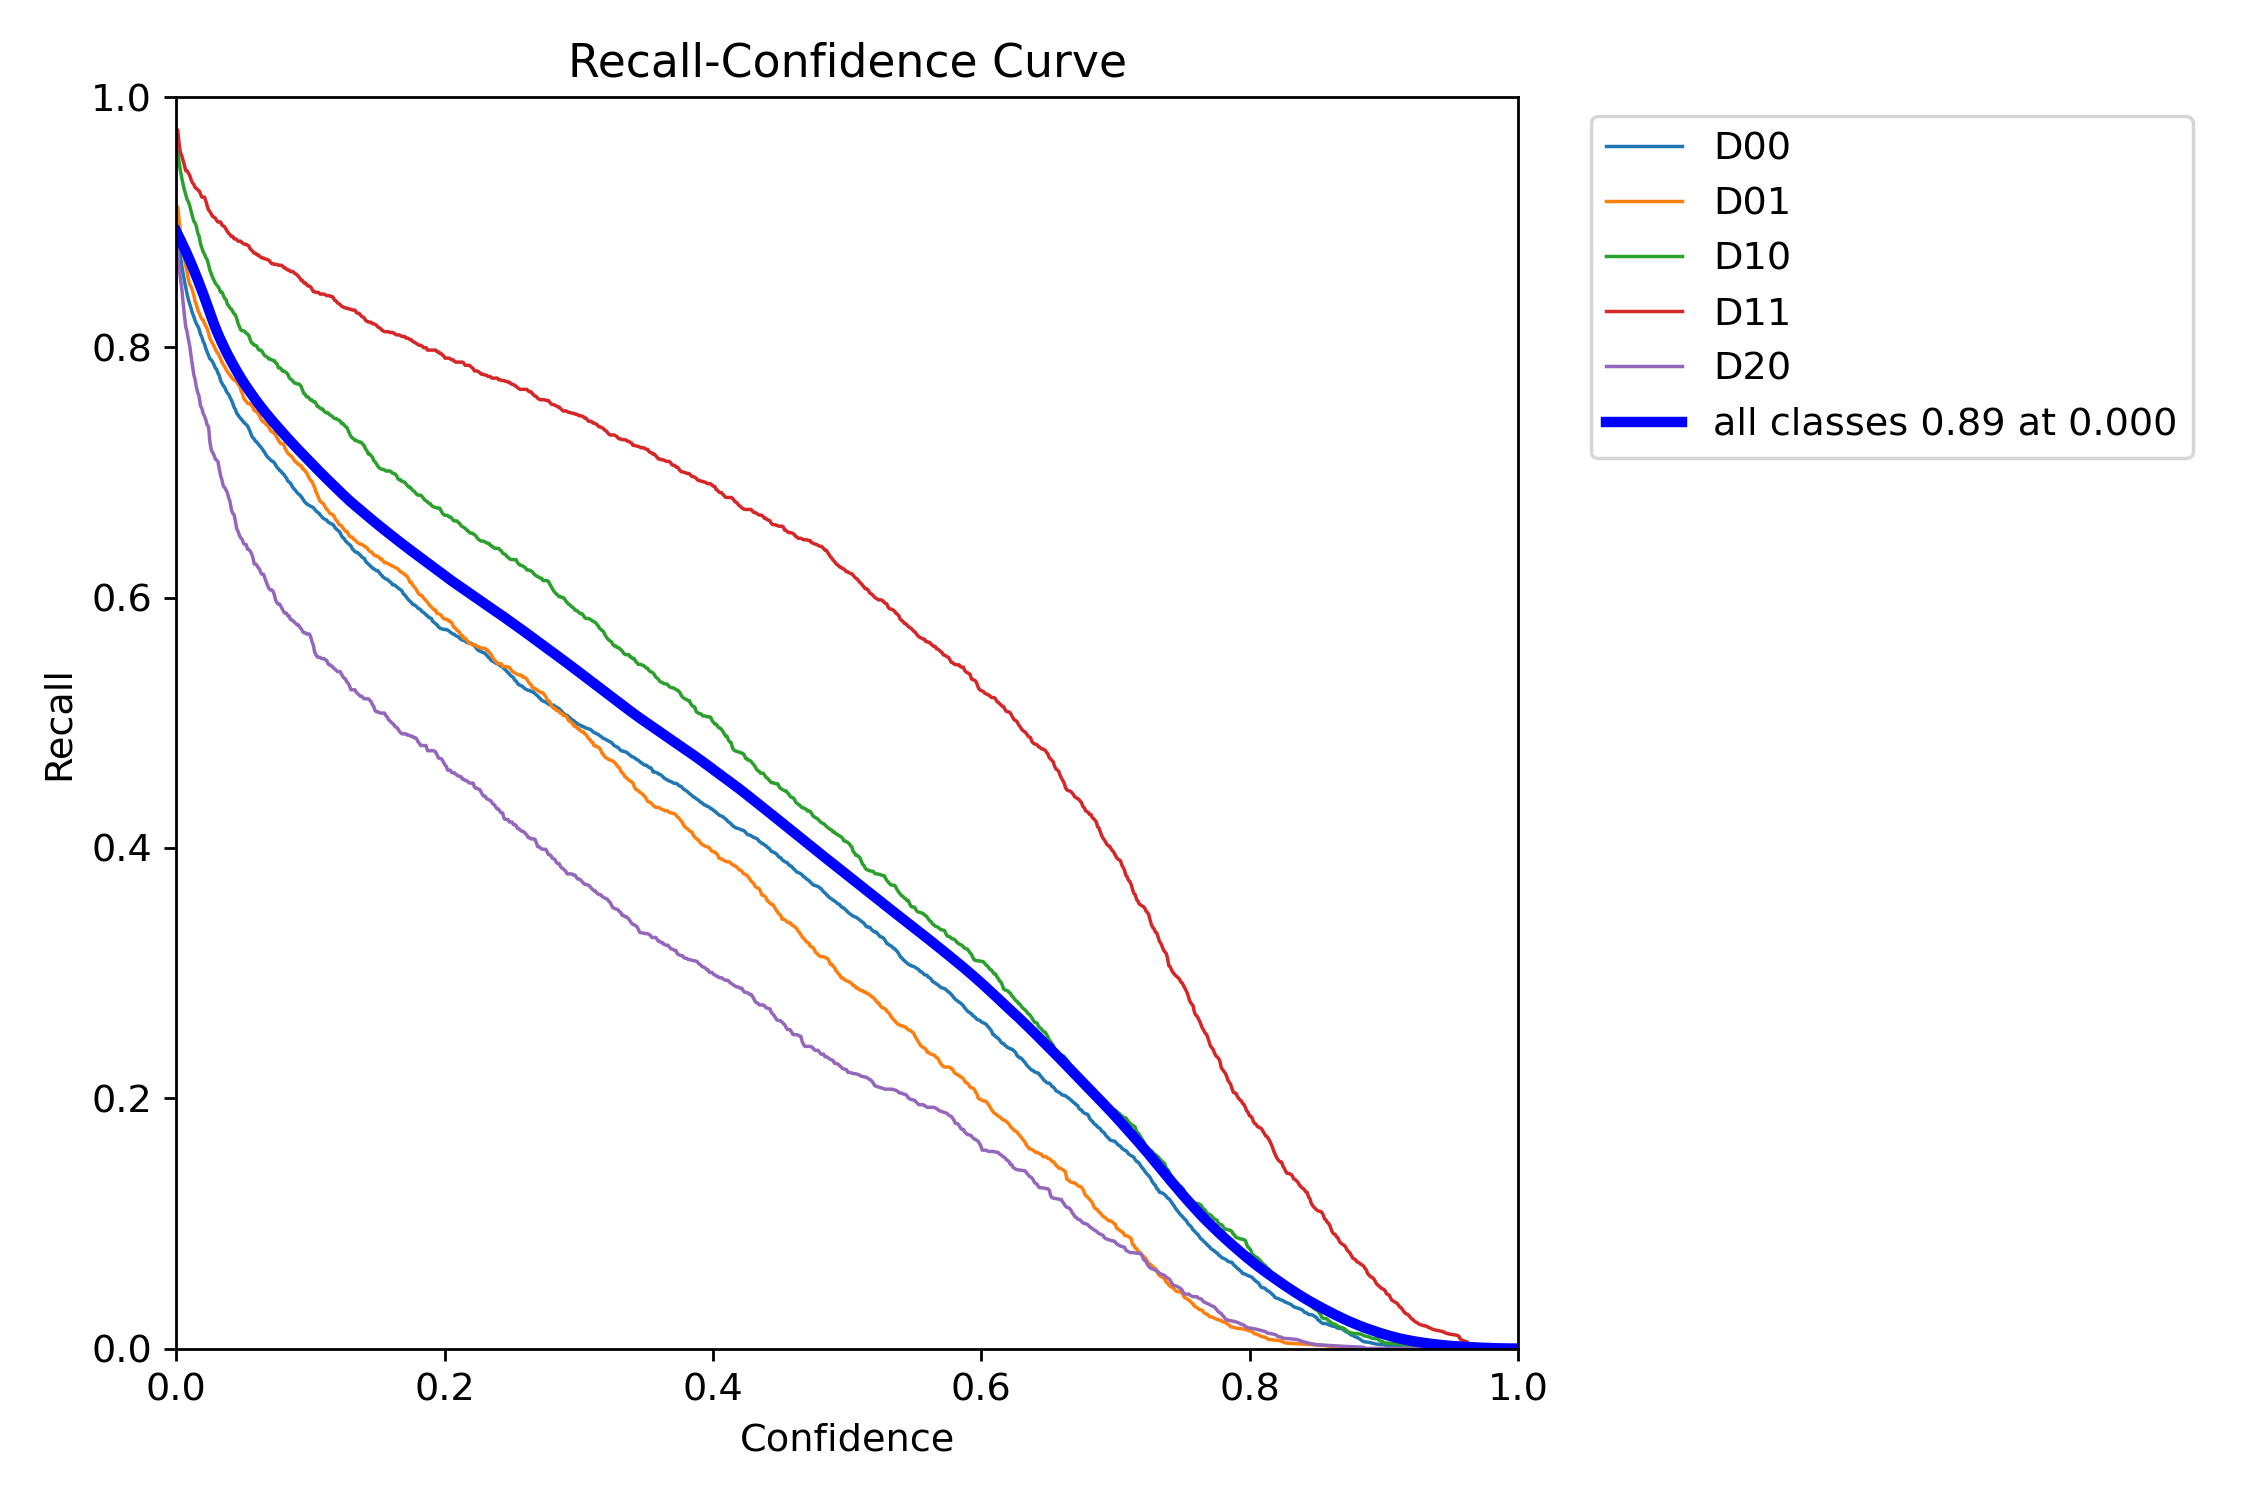 Recall-Confidence Curve
1.0
0.8
0.6
0.4
0.2
0.0
Recall
0.0 0.2 0.4 0.6 0.8 1.0
Confidence
D00
D01
D10
D11
D20
all classes 0.89 at 0.000